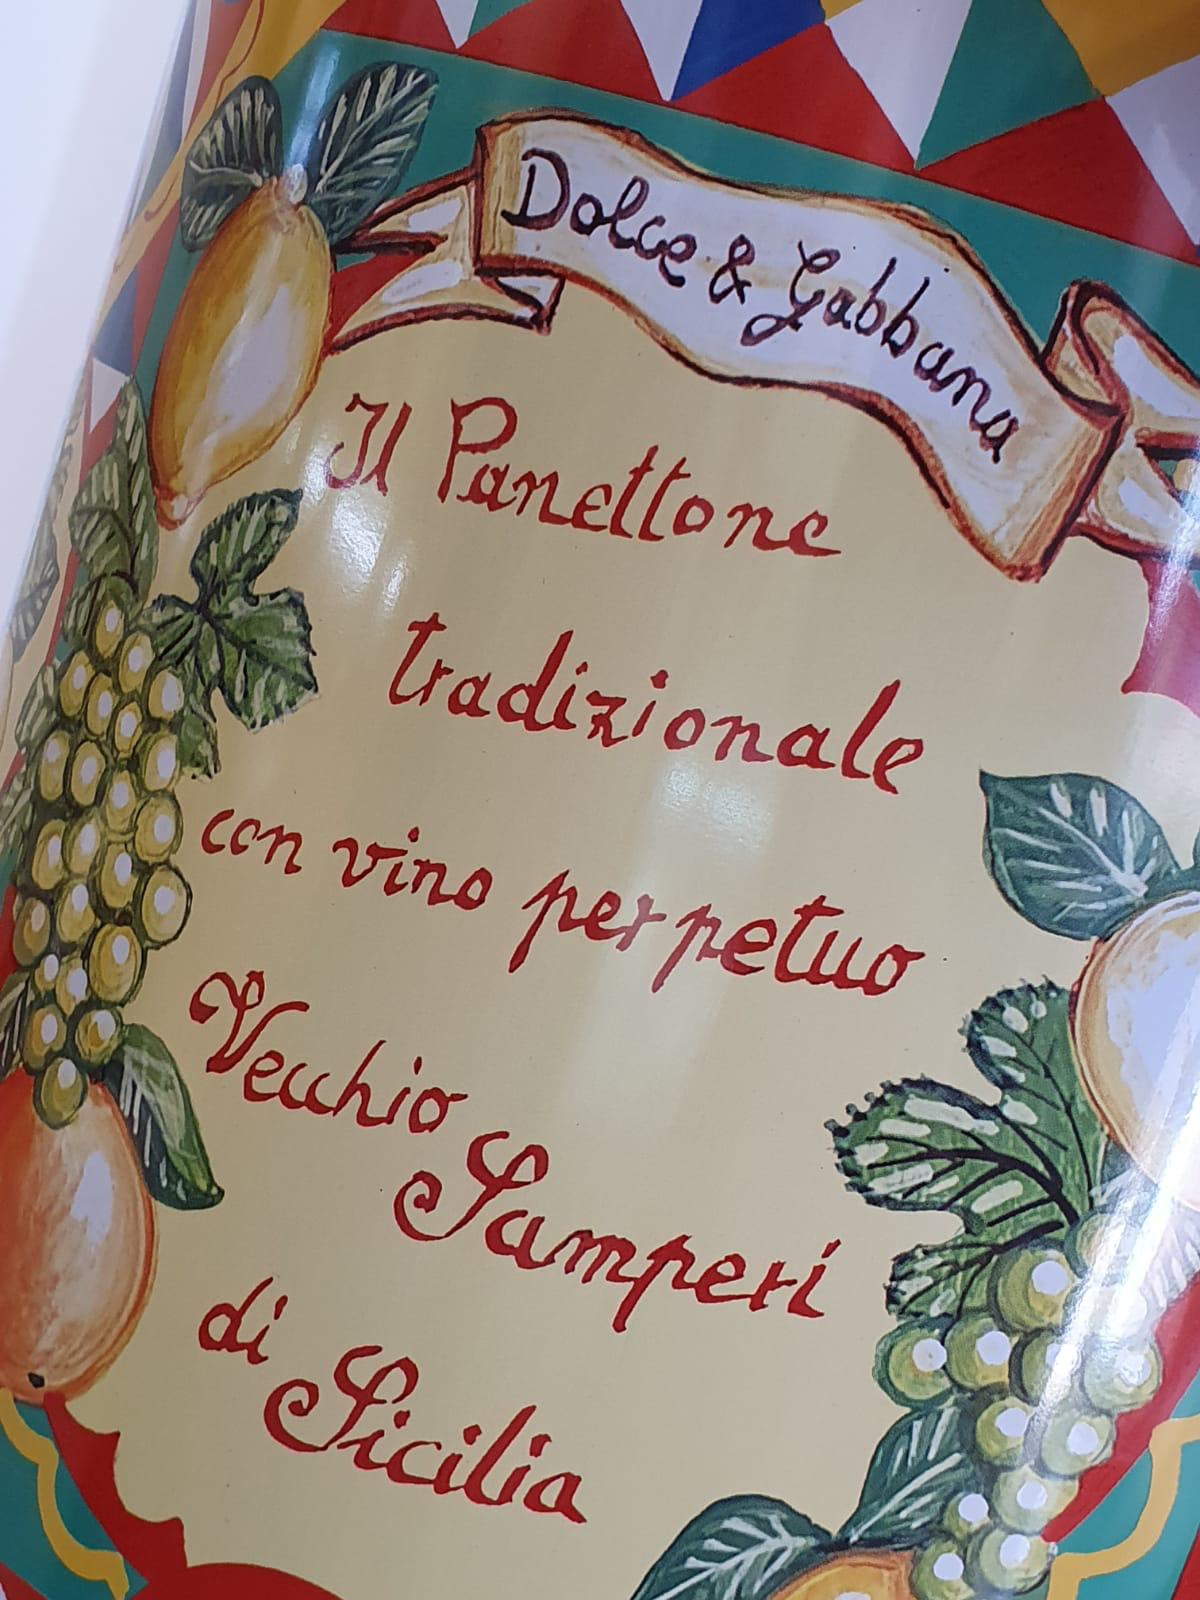 Dolce & Gabbana
Il Panettone
tradizionale
con vino perpetuo
Vecchio
Samperi
di
Sicilia